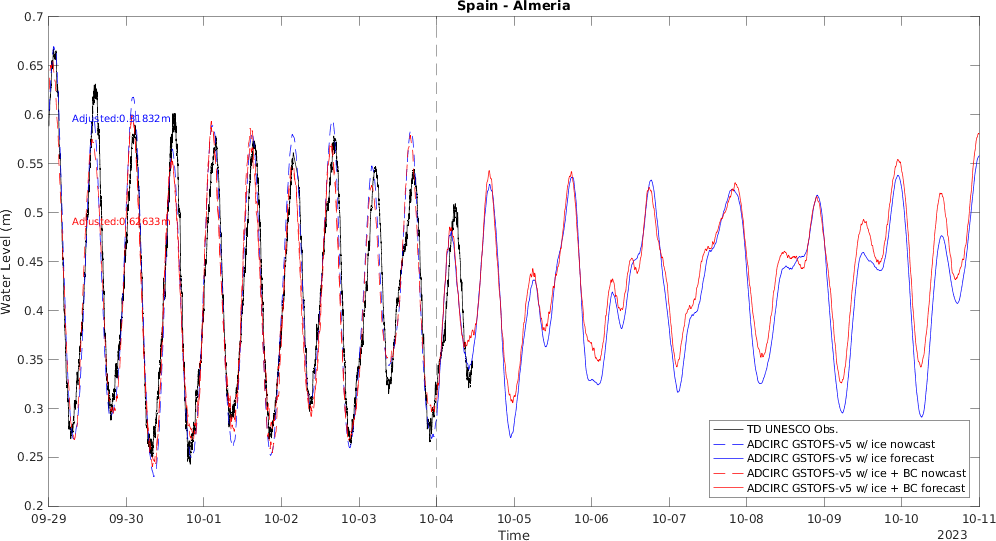 Spain - Almeria
0.7
0.65
0.6
0.55
0.5
0.45
0.4
0.35
0.3
0.25
0.2
Water Level (m)
Adjusted:0.31832m
Adjusted:0.62633m
TD UNESCO Obs.
ADCIRC GSTOFS-v5 w/ ice nowcast
ADCIRC GSTOFS-v5 w/ ice forecast
ADCIRC GSTOFS-v5 w/ ice + BC nowcast
ADCIRC GSTOFS-v5 w/ ice + BC forecast
09-29 09-30 10-01 10-02 10-03 10-04 10-05 10-06 10-07 10-08 10-09 10-10 10-11
Time
2023